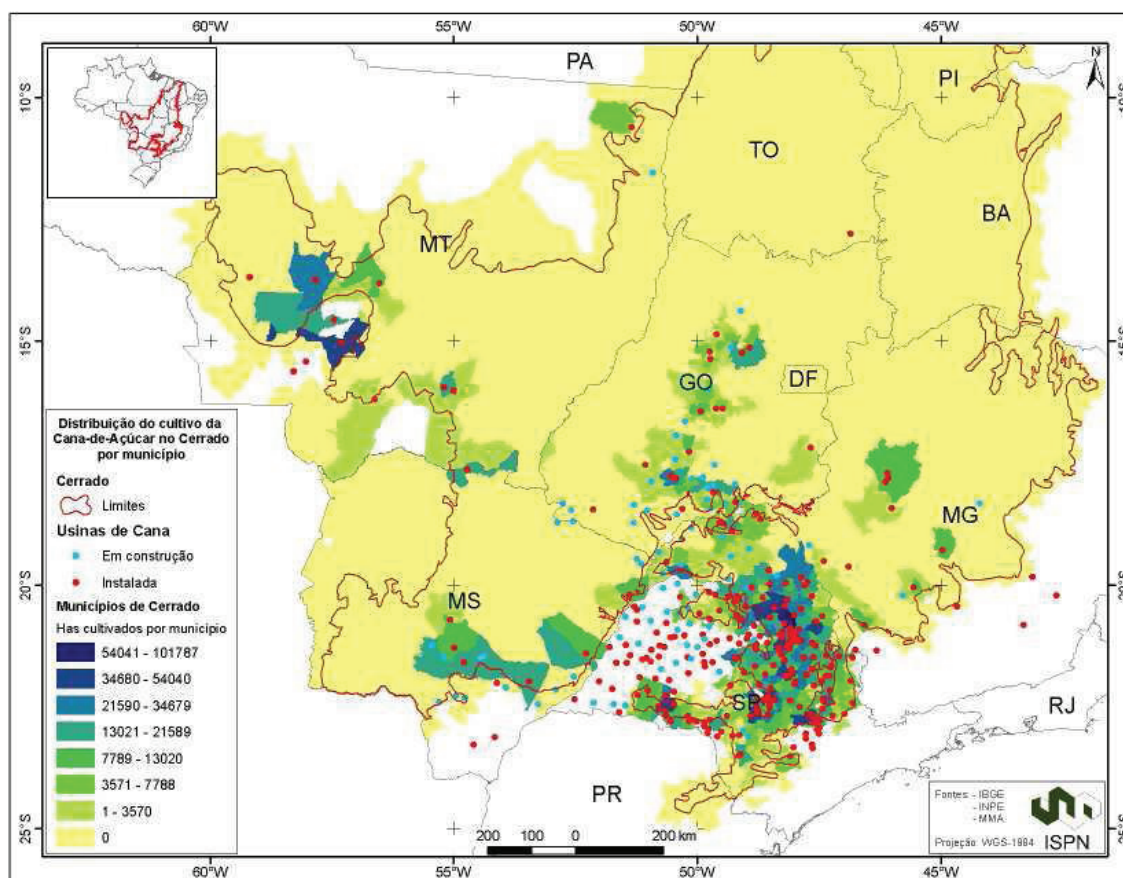 60°W 55°W 50°W 45°W
PA
N
PI
10°S
10°S
TO
BA
MT
15°S
15°S
GO
DF
Distribuição do cultivo da
Cana-de-Açúcar no Cerrado
por município
Cerrado
Limites
Usinas de Cana
Em construção
Instalada
Municípios de Cerrado
Has cultivados por município
54041 - 101787
34680 - 54040
21590 - 34679
13021 - 21589
7789 - 13020
3571 - 7788
1 - 3570
0
MG
20°S
20°S
MS
SP
RJ
PR
Fontes: - IBGE
- INPE
- MMA
Projeção: WGS-1984
ISPN
25°S
25°S
200 100 0 200 km
60°W 55°W 50°W 45°W